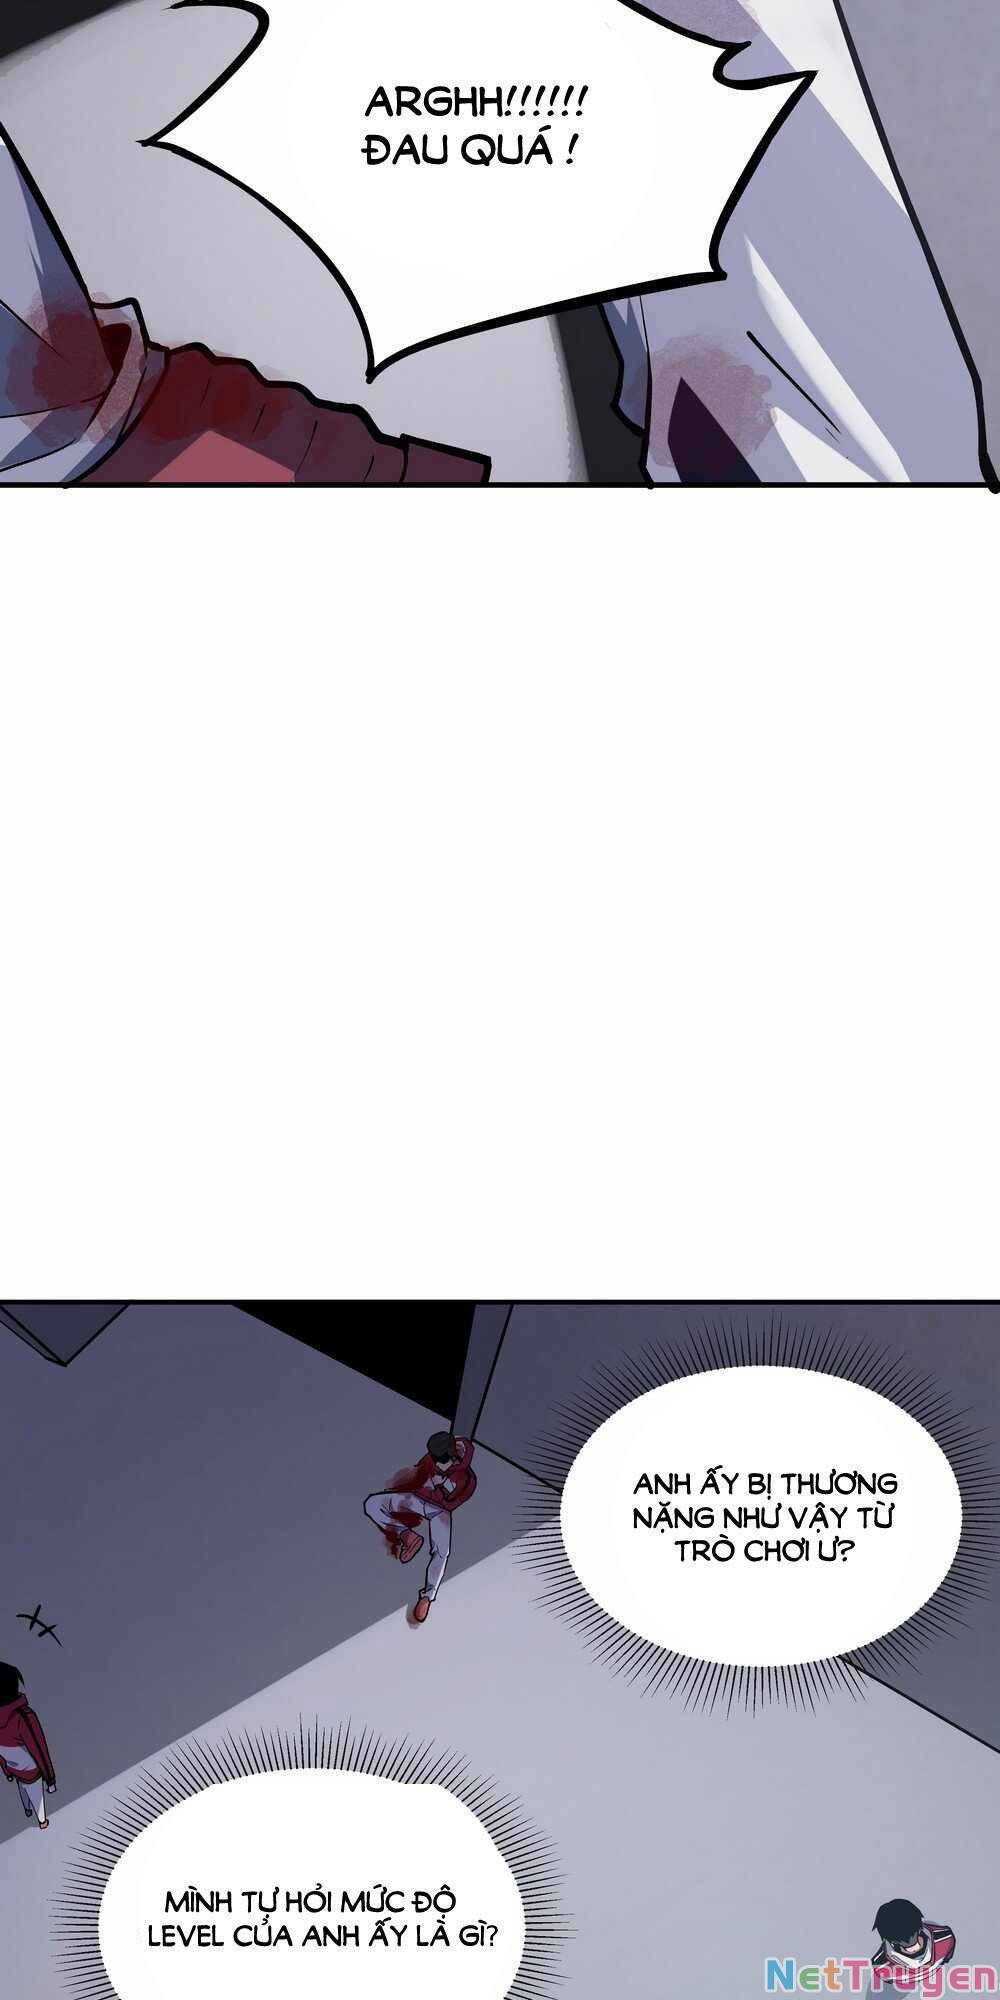 ARGHH!!!!!!
ĐAU QUÁ !
ANH ẤY BỊ THƯƠNG
NẶNG NHƯ VẬY TỪ
TRÒ CHƠI Ư?
MÌNH TỰ HỎI MỨC ĐỘ
LEVEL CỦA ANH ẤY LÀ GÌ?
NetTruyen